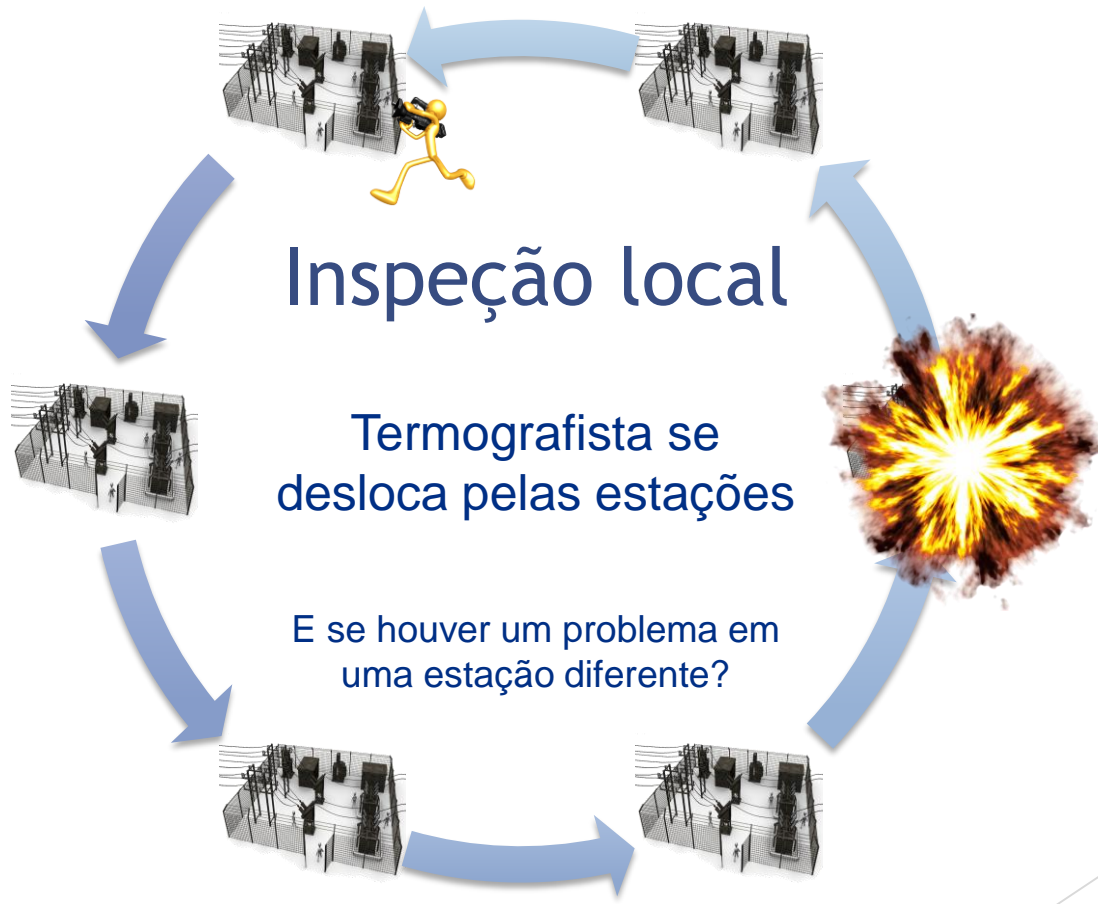 Inspeção local
Termografista se
desloca pelas estações
E se houver um problema em
uma estação diferente?